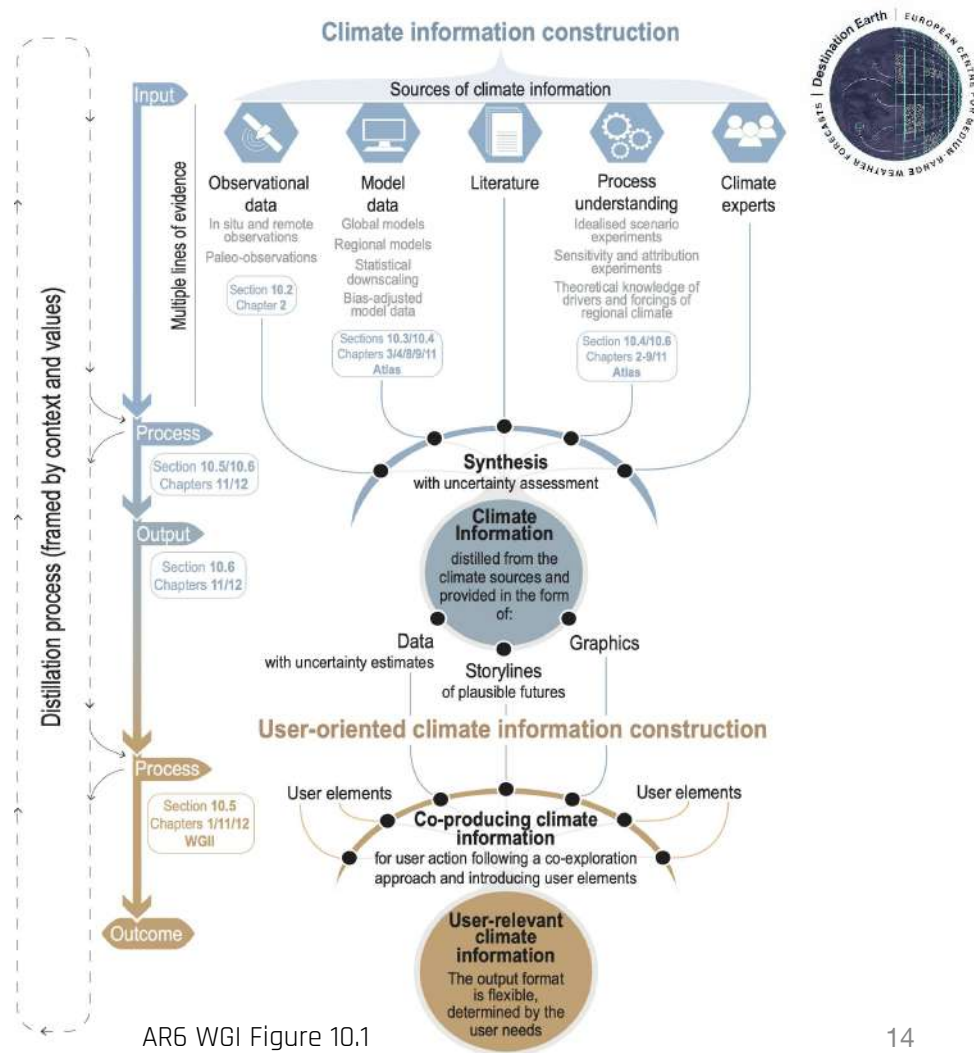 Climate information construction
Destination Earth | EUROPEAN CENTRE FOR MEDIUM-RANGE WEATHER FORECASTS
Input
Sources of climate information
Multiple lines of evidence
Distillation process (framed by context and values)
Observational
data
In situ and remote
observations
Paleo-observations
Section 10.2
Chapter 2
Model
data
Global models
Regional models
Statistical
downscaling
Bias-adjusted
model data
Sections 10.3/10.4
Chapters 3/4/8/9/11
Atlas
Literature
Process
understanding
Idealised scenario
experiments
Sensitivity and attribution
experiments
Theoretical knowledge of
drivers and forcings of
regional climate
Section 10.4/10.6
Chapters 2-9/11
Atlas
Climate
experts
Process
Section 10.5/10.6
Chapters 11/12
Synthesis
with uncertainty assessment
Output
Section 10.6
Chapters 11/12
Climate
Information
distilled from the
climate sources and
provided in the form
of:
Data
with uncertainty estimates
Storylines
of plausible futures
Graphics
User-oriented climate information construction
Process
Section 10.5
Chapters 1/11/12
WGII
User elements
User elements
Co-producing climate
information
for user action following a co-exploration
approach and introducing user elements
Outcome
User-relevant
climate
information
The output format
is flexible,
determined by the
user needs
AR6 WGI Figure 10.1
14